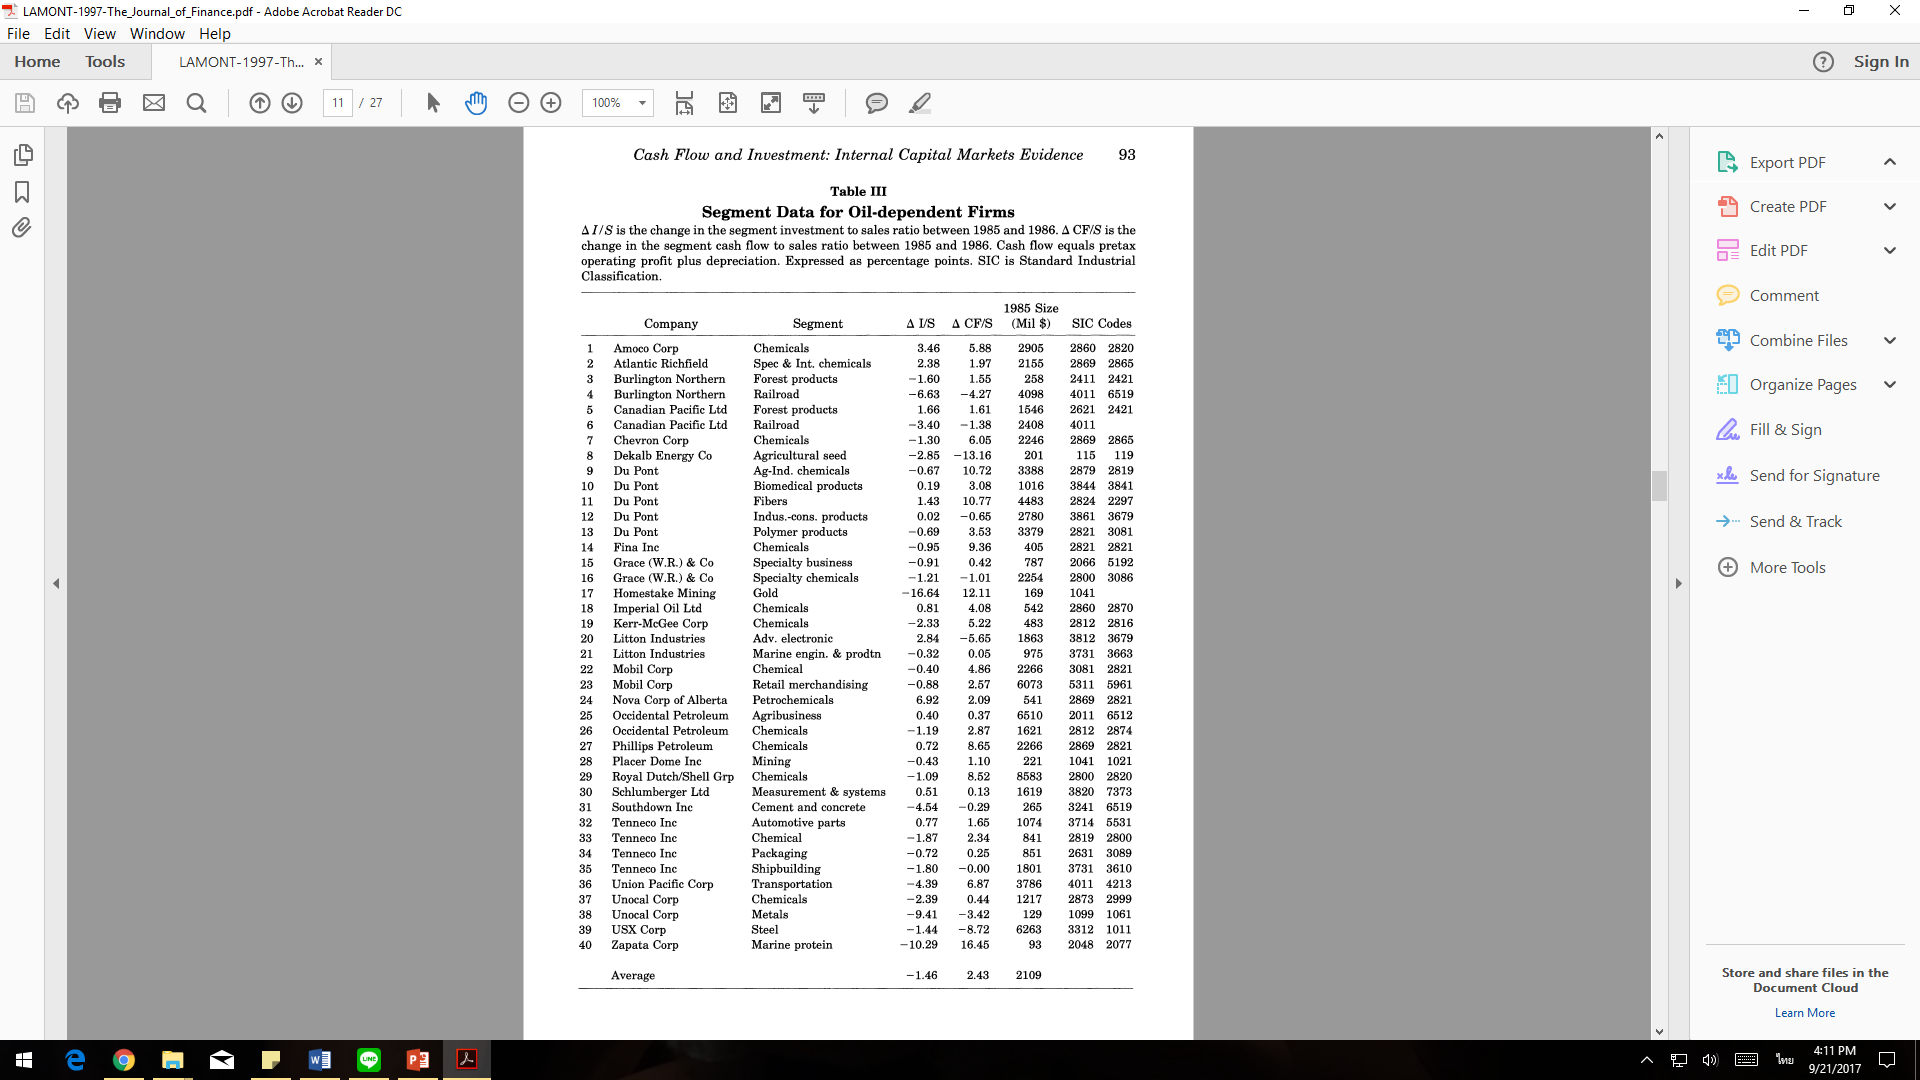 LAMONT-1997-The_Journal_of_Finance.pdf - Adobe Acrobat Reader DC
File Edit View Window Help
Home Tools LAMONT-1997-Th... × Sign In
11 / 27 100%
Cash Flow and Investment: Internal Capital Markets Evidence 93
Table III
Segment Data for Oil-dependent Firms
Δ I/S is the change in the segment investment to sales ratio between 1985 and 1986. Δ CF/S is the
change in the segment cash flow to sales ratio between 1985 and 1986. Cash flow equals pretax
operating profit plus depreciation. Expressed as percentage points. SIC is Standard Industrial
Classification.
1985 Size
Company Segment Δ I/S Δ CF/S (Mil $) SIC Codes
1 Amoco Corp Chemicals 3.46 5.88 2905 2860 2820
2 Atlantic Richfield Spec & Int. chemicals 2.38 1.97 2155 2869 2865
3 Burlington Northern Forest products −1.60 1.55 258 2411 2421
4 Burlington Northern Railroad −6.63 −4.27 4098 4011 6519
5 Canadian Pacific Ltd Forest products 1.66 1.61 1546 2621 2421
6 Canadian Pacific Ltd Railroad −3.40 −1.38 2408 4011
7 Chevron Corp Chemicals −1.30 6.05 2246 2869 2865
8 Dekalb Energy Co Agricultural seed −2.85 −13.16 201 115 119
9 Du Pont Ag-Ind. chemicals −0.67 10.72 3388 2879 2819
10 Du Pont Biomedical products 0.19 3.08 1016 3844 3841
11 Du Pont Fibers 1.43 10.77 4483 2824 2297
12 Du Pont Indus.-cons. products 0.02 −0.65 2780 3861 3679
13 Du Pont Polymer products −0.69 3.53 3379 2821 3081
14 Fina Inc Chemicals −0.95 9.36 405 2821 2821
15 Grace (W.R.) & Co Specialty business −0.91 0.42 787 2066 5192
16 Grace (W.R.) & Co Specialty chemicals −1.21 −1.01 2254 2800 3086
17 Homestake Mining Gold −16.64 12.11 169 1041
18 Imperial Oil Ltd Chemicals 0.81 4.08 542 2860 2870
19 Kerr-McGee Corp Chemicals −2.33 5.22 483 2812 2816
20 Litton Industries Adv. electronic 2.84 −5.65 1863 3812 3679
21 Litton Industries Marine engin. & prodtn −0.32 0.05 975 3731 3663
22 Mobil Corp Chemical −0.40 4.86 2266 3081 2821
23 Mobil Corp Retail merchandising −0.88 2.57 6073 5311 5961
24 Nova Corp of Alberta Petrochemicals 6.92 2.09 541 2869 2821
25 Occidental Petroleum Agribusiness 0.40 0.37 6510 2011 6512
26 Occidental Petroleum Chemicals −1.19 2.87 1621 2812 2874
27 Phillips Petroleum Chemicals 0.72 8.65 2266 2869 2821
28 Placer Dome Inc Mining −0.43 1.10 221 1041 1021
29 Royal Dutch/Shell Grp Chemicals −1.09 8.52 8583 2800 2820
30 Schlumberger Ltd Measurement & systems 0.51 0.13 1619 3820 7373
31 Southdown Inc Cement and concrete −4.54 −0.29 265 3241 6519
32 Tenneco Inc Automotive parts 0.77 1.65 1074 3714 5531
33 Tenneco Inc Chemical −1.87 2.34 841 2819 2800
34 Tenneco Inc Packaging −0.72 0.25 851 2631 3089
35 Tenneco Inc Shipbuilding −1.80 −0.00 1801 3731 3610
36 Union Pacific Corp Transportation −4.39 6.87 3786 4011 4213
37 Unocal Corp Chemicals −2.39 0.44 1217 2873 2999
38 Unocal Corp Metals −9.41 −3.42 129 1099 1061
39 USX Corp Steel −1.44 −8.72 6263 3312 1011
40 Zapata Corp Marine protein −10.29 16.45 93 2048 2077
Average −1.46 2.43 2109
Export PDF
Create PDF
Edit PDF
Comment
Combine Files
Organize Pages
Fill & Sign
Send for Signature
Send & Track
More Tools
Store and share files in the
Document Cloud
Learn More
ไทย
4:11 PM
9/21/2017